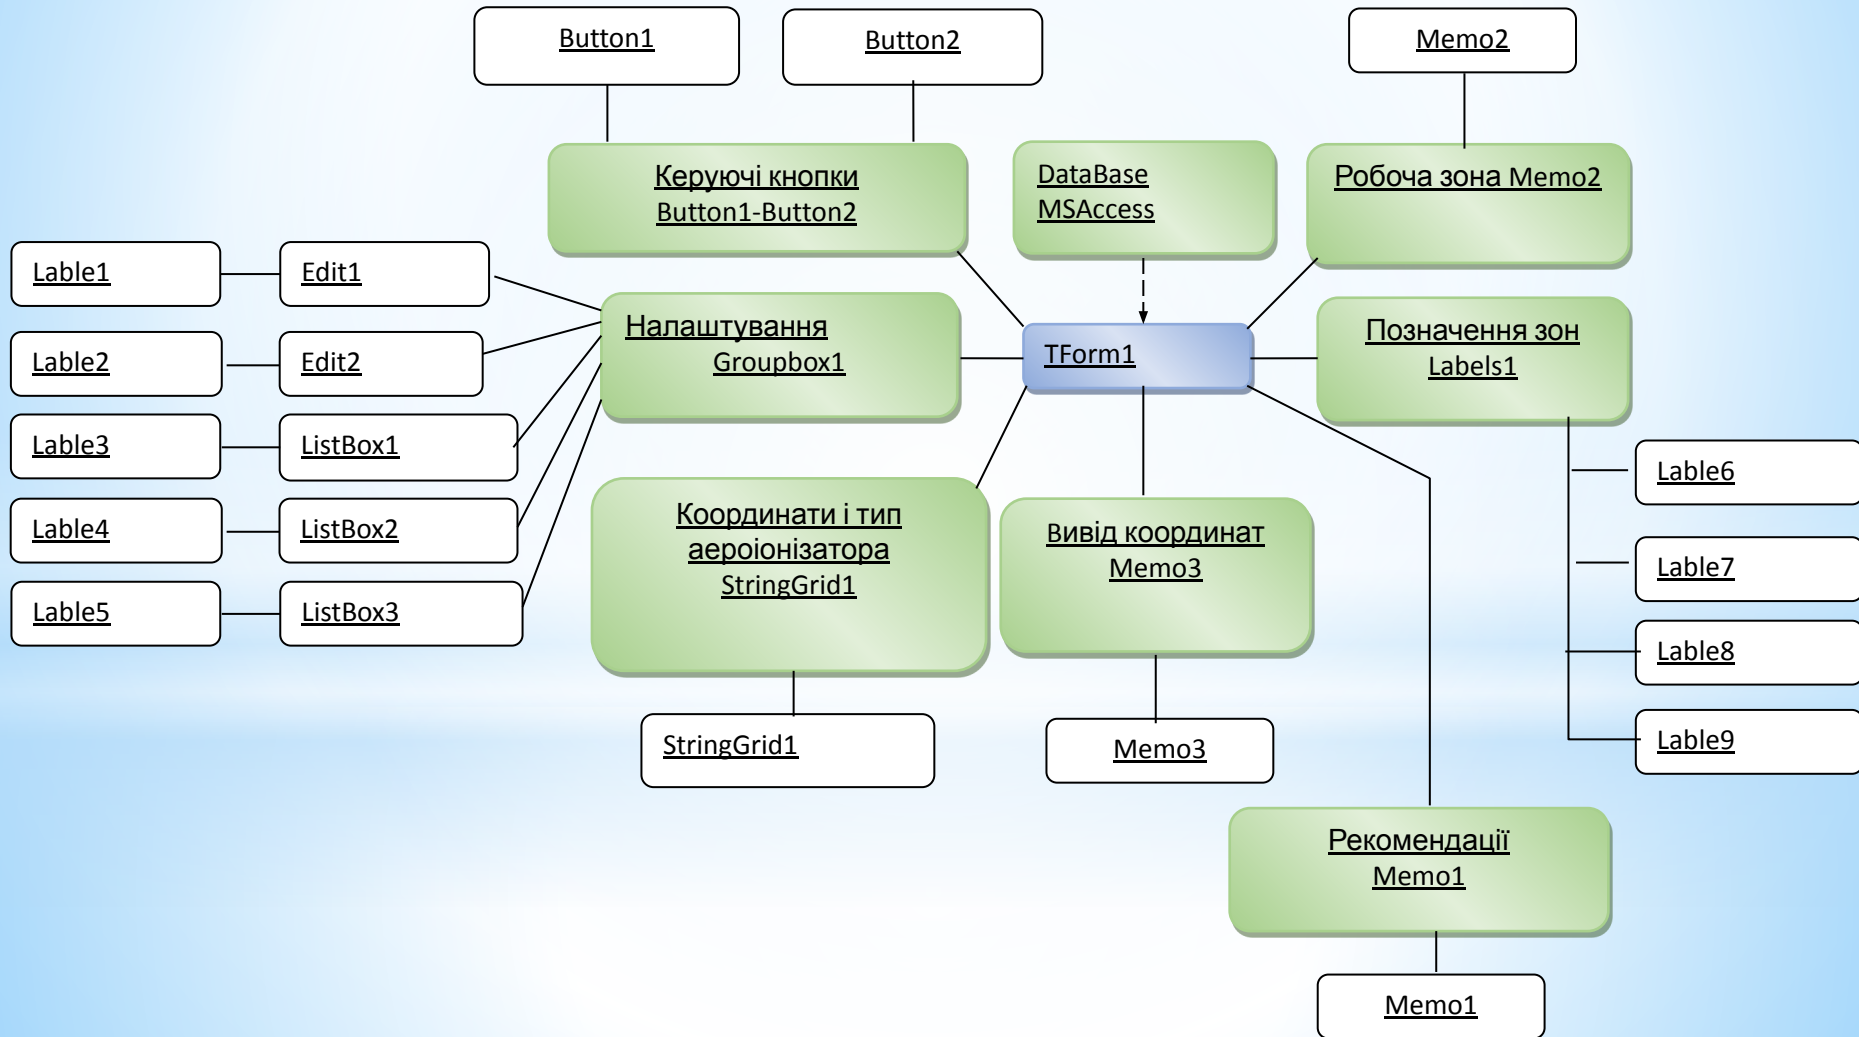 Button1
Button2
Memo2
Керуючі кнопки
Button1-Button2
DataBase
MSAccess
Робоча зона Memo2
Lable1
Edit1
Lable2
Edit2
Lable3
ListBox1
Lable4
ListBox2
Lable5
ListBox3
Налаштування
Groupbox1
TForm1
Позначення зон
Labels1
Координати і тип
аероіонізатора
StringGrid1
Вивід координат
Memo3
Lable6
Lable7
Lable8
Lable9
StringGrid1
Memo3
Рекомендації
Memo1
Memo1